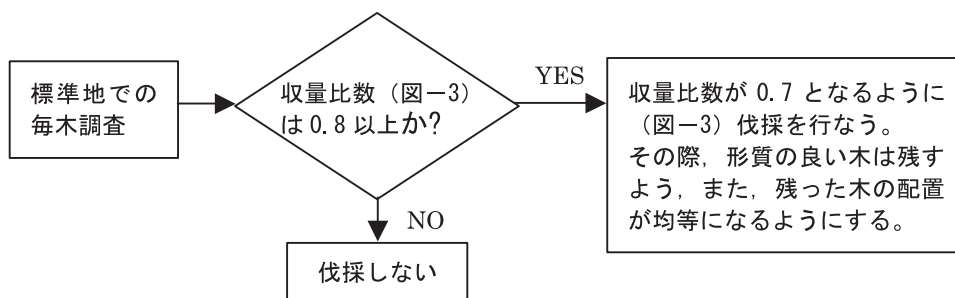 標準地での
毎木調査
収量比数（図－3）
は0.8以上か?
YES
収量比数が 0.7 となるように
（図－3）伐採を行なう。
その際，形質の良い木は残す
よう，また，残った木の配置
が均等になるようにする。
NO
伐採しない